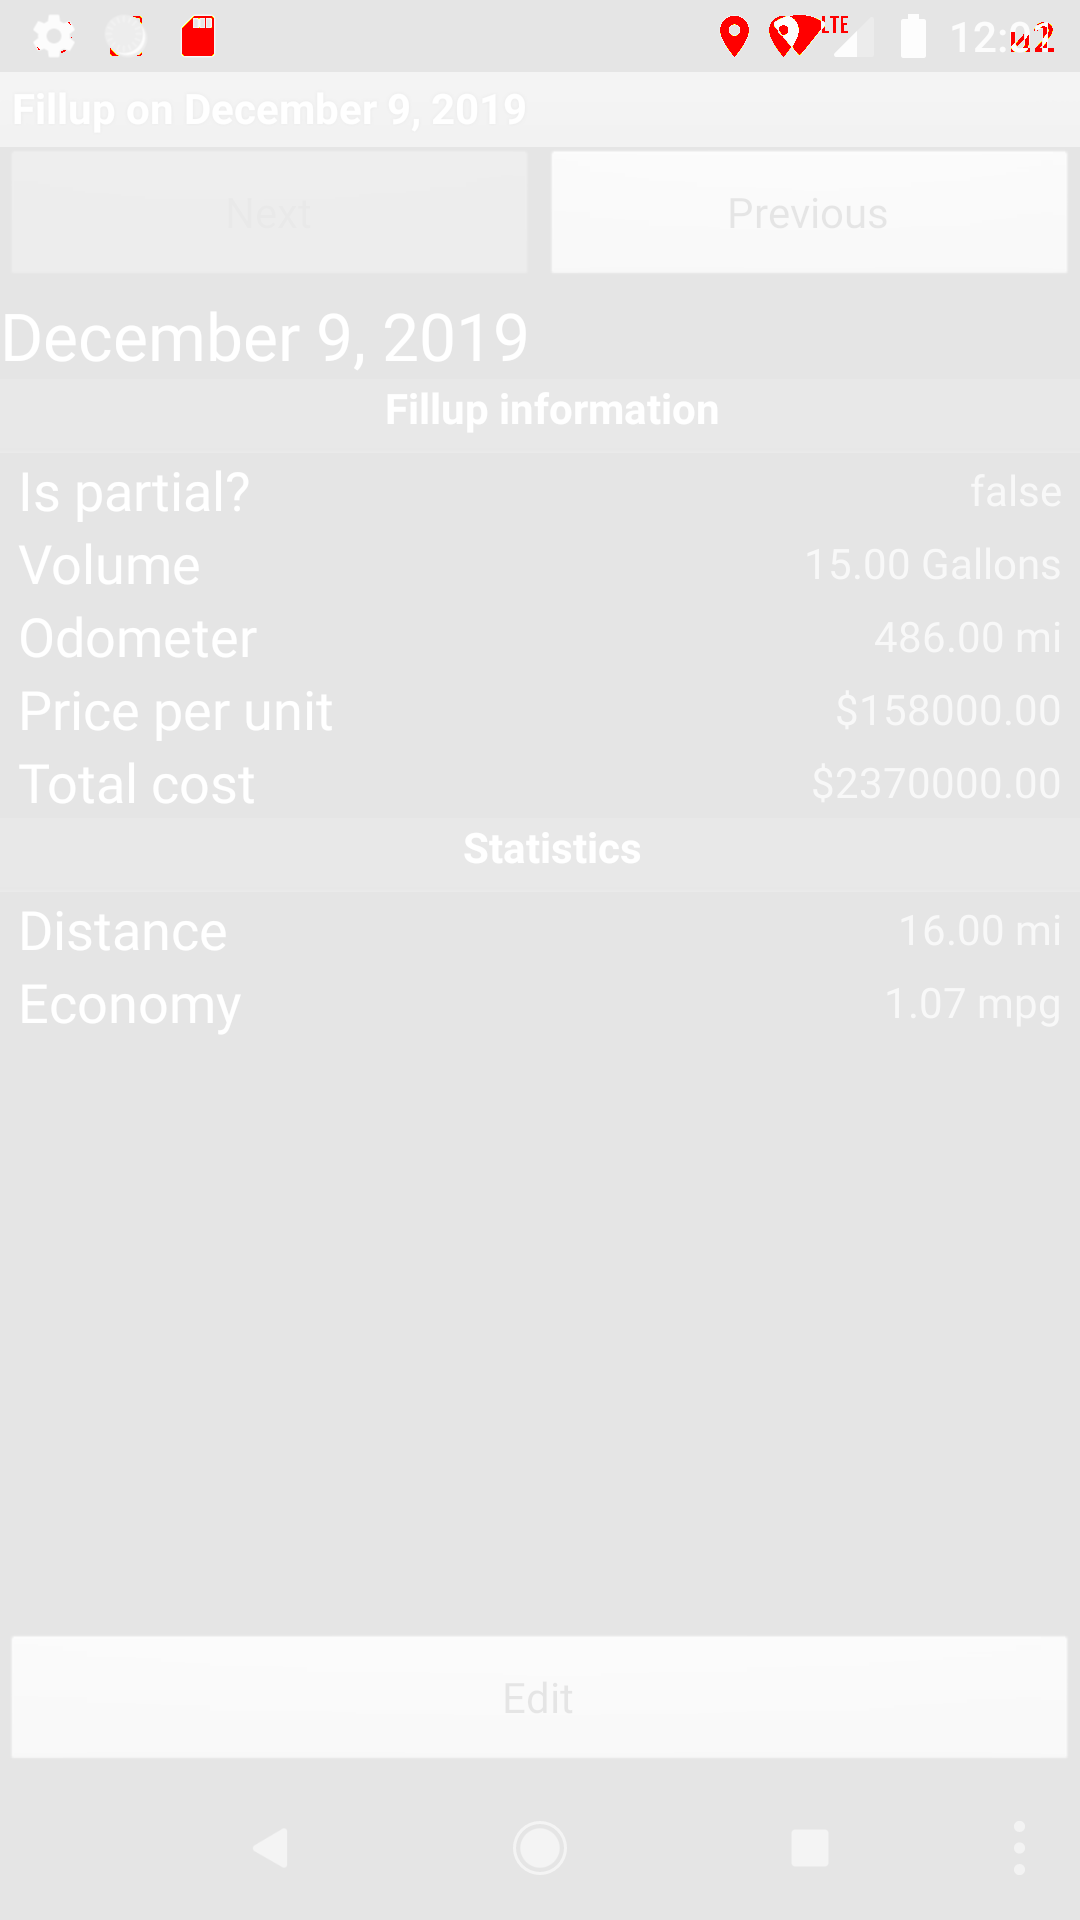 LTE
Fillup on December 9, 2019
Next Previous
December 9, 2019
Fillup information
Is partial? false
Volume 15.00 Gallons
Odometer 486.00 mi
Price per unit $158000.00
Total cost $2370000.00
Statistics
Distance 16.00 mi
Economy 1.07 mpg
Edit